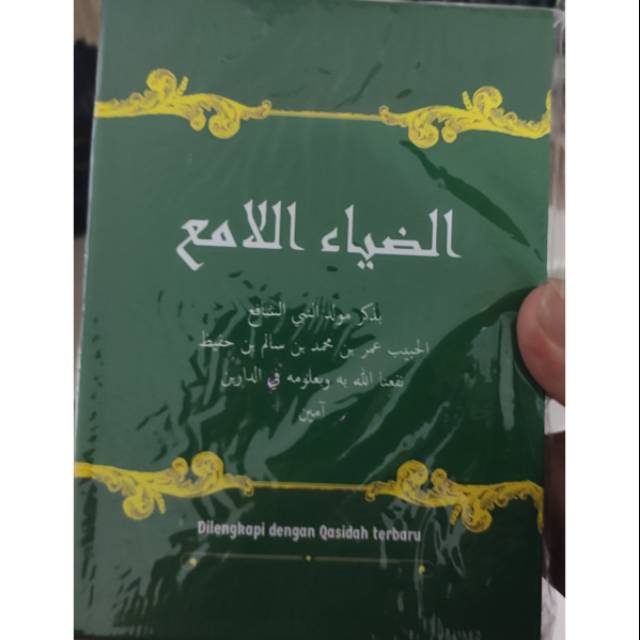 الضياء اللامع
بذكر مولد النبي الشافع
الحبيب عمر بن محمد بن سالم بن حفيظ
نفعنا الله به وبعلومه في الدارين
آمين
Dilengkapi dengan Qasidah terbaru